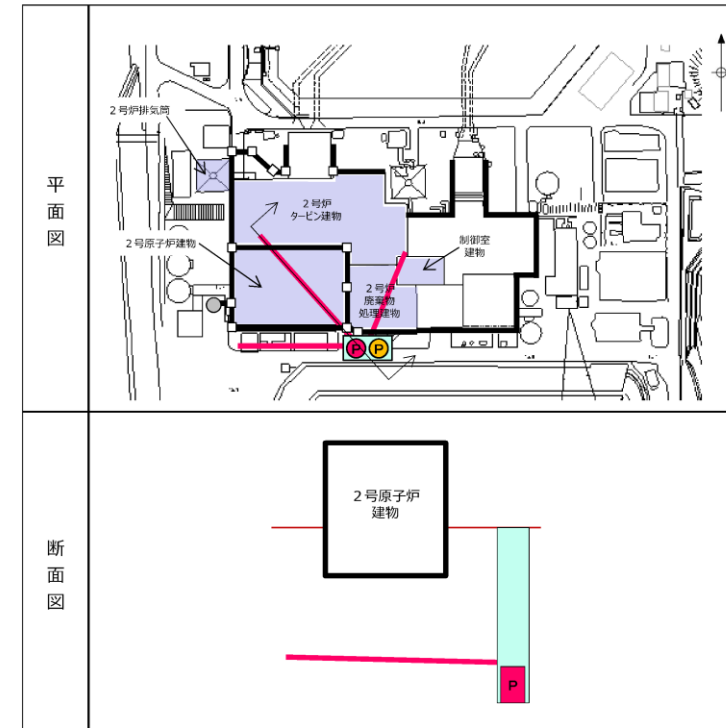 平面図
2号炉排気筒
2号炉
タービン建物
2号原子炉建物
制御室
建物
2号炉
廃棄物
処理建物
P
P
断面図
2号原子炉
建物
P